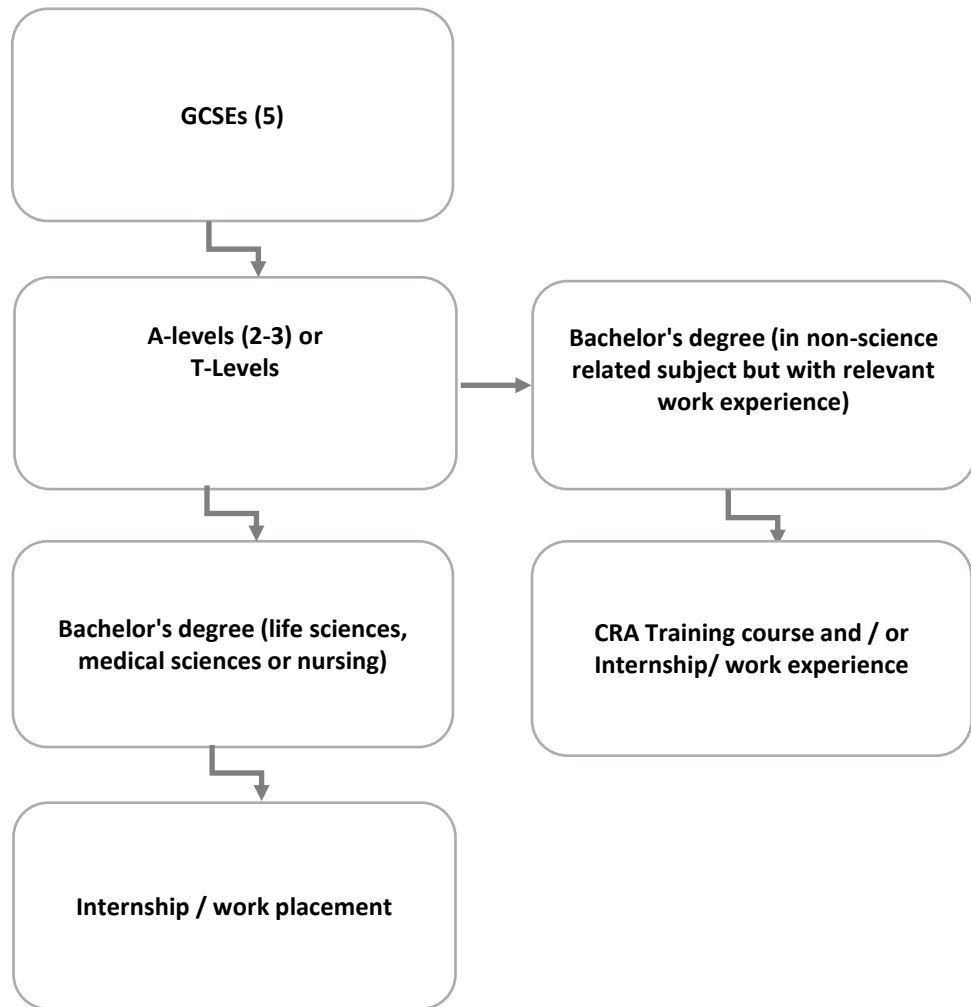 GCSEs (5)
A-levels (2-3) or
T-Levels
Bachelor's degree (in non-science
related subject but with relevant
work experience)
Bachelor's degree (life sciences,
medical sciences or nursing)
CRA Training course and / or
Internship/ work experience
Internship / work placement